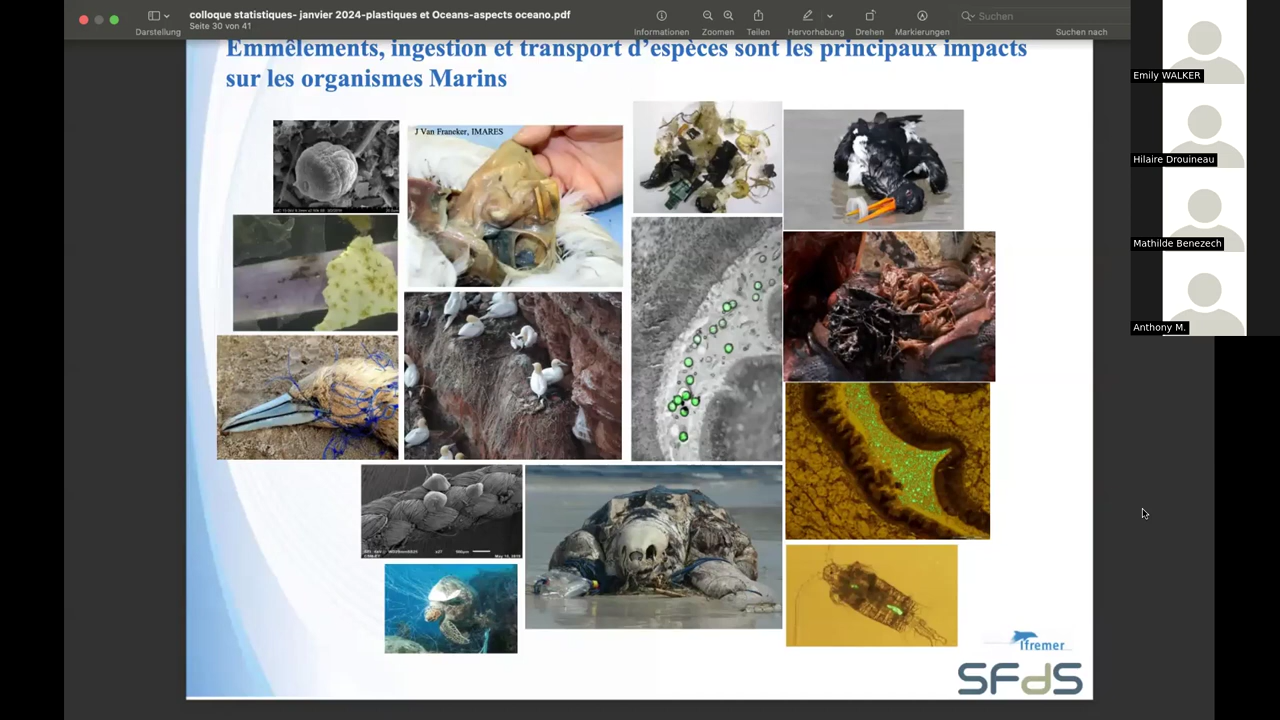 colloque statistiques- janvier 2024-plastiques et Oceans-aspects oceano.pdf
Seite 30 von 41
Darstellung
Informationen
Zoomen
Teilen
Hervorhebung
Drehen
Markierungen
Suchen
Suchen nach
Emmêlements, ingestion et transport d'espèces sont les principaux impacts
sur les organismes Marins
J Van Francker, IMARES
Ifremer
SFdS
Emily WALKER
Hilaire Drouineau
Mathilde Benezech
Anthony M.